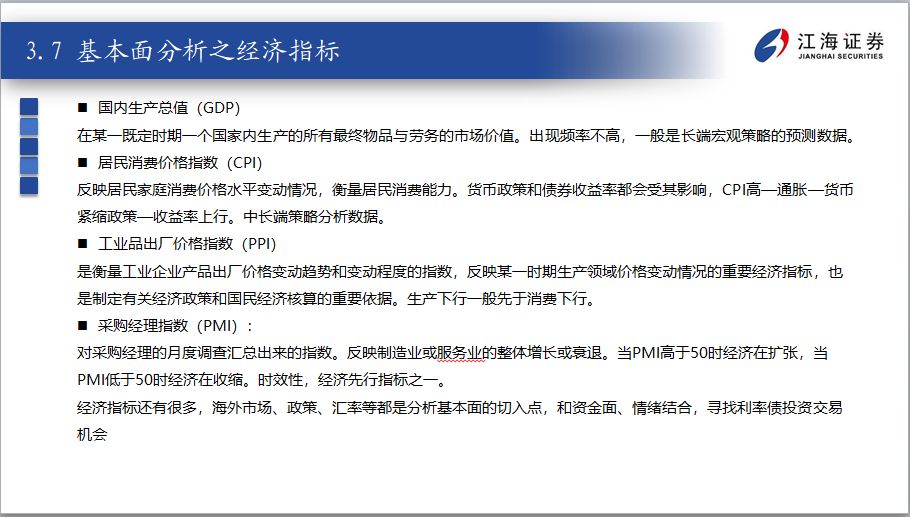 3.7 基本面分析之经济指标
江海证券
JIANGHAI SECURITIES
■ 国内生产总值（GDP）
在某一既定时期一个国家内生产的所有最终物品与劳务的市场价值。出现频率不高，一般是长端宏观策略的预测数据。
■ 居民消费价格指数（CPI）
反映居民家庭消费价格水平变动情况，衡量居民消费能力。货币政策和债券收益率都会受其影响，CPI高—通胀—货币
紧缩政策—收益率上行。中长端策略分析数据。
■ 工业品出厂价格指数（PPI）
是衡量工业企业产品出厂价格变动趋势和变动程度的指数，反映某一时期生产领域价格变动情况的重要经济指标，也
是制定有关经济政策和国民经济核算的重要依据。生产下行一般先于消费下行。
■ 采购经理指数（PMI）：
对采购经理的月度调查汇总出来的指数。反映制造业或服务业的整体增长或衰退。当PMI高于50时经济在扩张，当
PMI低于50时经济在收缩。时效性，经济先行指标之一。
经济指标还有很多，海外市场、政策、汇率等都是分析基本面的切入点，和资金面、情绪结合，寻找利率债投资交易
机会